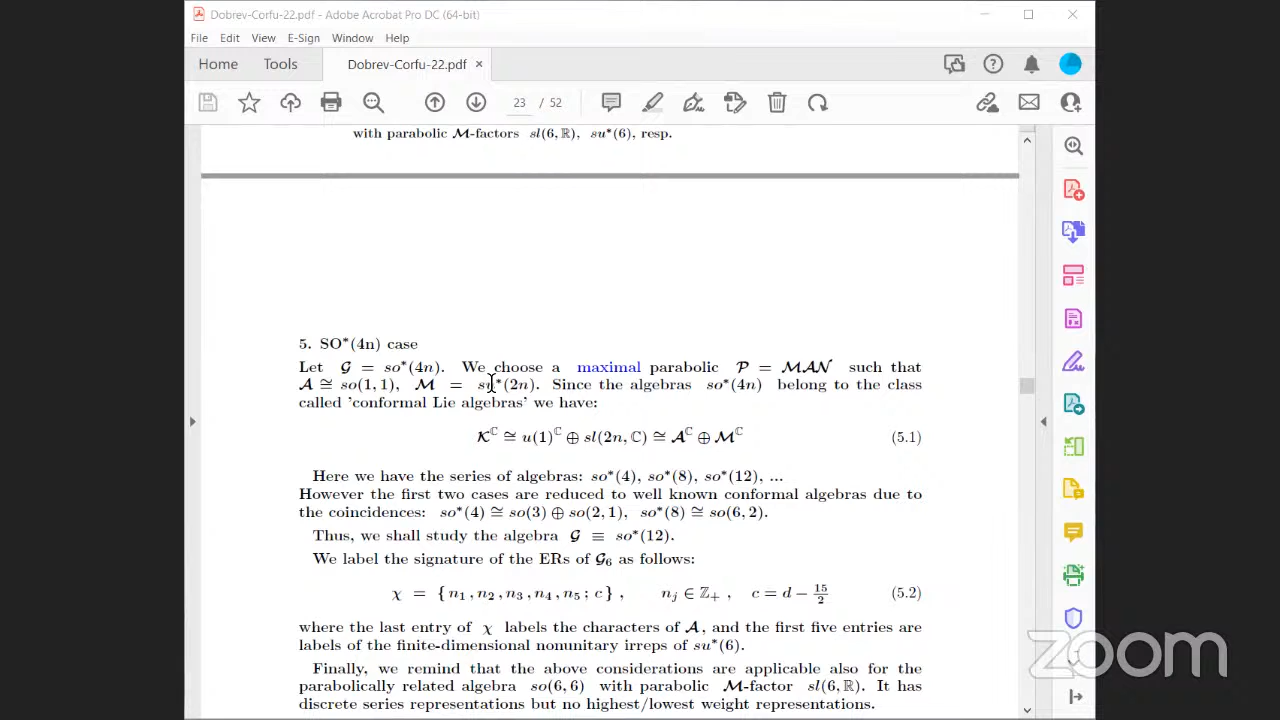 Dobrev-Corfu-22.pdf - Adobe Acrobat Pro DC (64-bit)
File Edit View E-Sign Window Help
Home Tools Dobrev-Corfu-22.pdf ×
23 / 52
with parabolic ℳ-factors sl(6,ℝ), su*(6), resp.
5. SO*(4n) case
Let 𝒢 = so*(4n). We choose a maximal parabolic 𝒫 = ℳ𝒜𝒩 such that
𝒜 ≅ so(1,1), ℳ = su*(2n). Since the algebras so*(4n) belong to the class
called 'conformal Lie algebras' we have:
𝒦^ℂ ≅ u(1)^ℂ ⊕ sl(2n,ℂ) ≅ 𝒜^ℂ ⊕ ℳ^ℂ (5.1)
Here we have the series of algebras: so*(4), so*(8), so*(12), ...
However the first two cases are reduced to well known conformal algebras due to
the coincidences: so*(4) ≅ so(3) ⊕ so(2,1), so*(8) ≅ so(6,2).
Thus, we shall study the algebra 𝒢 ≡ so*(12).
We label the signature of the ERs of 𝒢₆ as follows:
χ = { n₁ , n₂ , n₃ , n₄ , n₅ ; c } , n_j ∈ ℤ₊ , c = d − 15/2 (5.2)
where the last entry of χ labels the characters of 𝒜, and the first five entries are
labels of the finite-dimensional nonunitary irreps of su*(6).
Finally, we remind that the above considerations are applicable also for the
parabolically related algebra so(6,6) with parabolic ℳ-factor sl(6,ℝ). It has
discrete series representations but no highest/lowest weight representations.
zoom